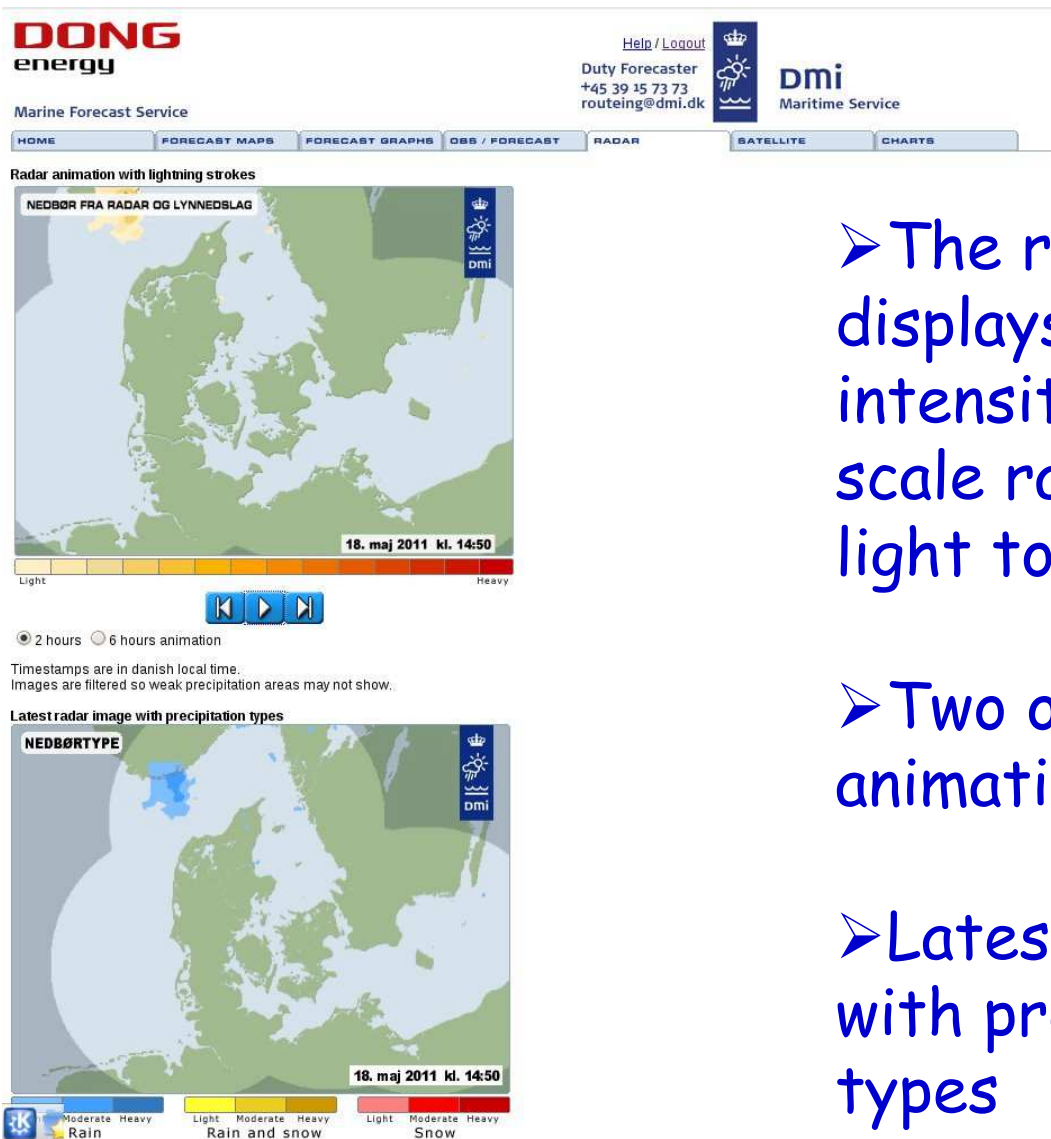 DONG
energy
Marine Forecast Service
Help / Logout
Duty Forecaster
+45 39 15 73 73
routeing@dmi.dk
DMI
Maritime Service
HOME FORECAST MAPS FORECAST GRAPHS OBS / FORECAST RADAR SATELLITE CHARTS
Radar animation with lightning strokes
NEDBØR FRA RADAR OG LYNNEDSLAG
DMI
18. maj 2011 kl. 14:50
Light Heavy
2 hours 6 hours animation
Timestamps are in danish local time.
Images are filtered so weak precipitation areas may not show.
Latest radar image with precipitation types
NEDBØRTYPE
DMI
18. maj 2011 kl. 14:50
Moderate Heavy Light Moderate Heavy Light Moderate Heavy
Rain Rain and snow Snow
➢The r
displays
intensit
scale ra
light to
➢Two o
animati
➢Lates
with pr
types